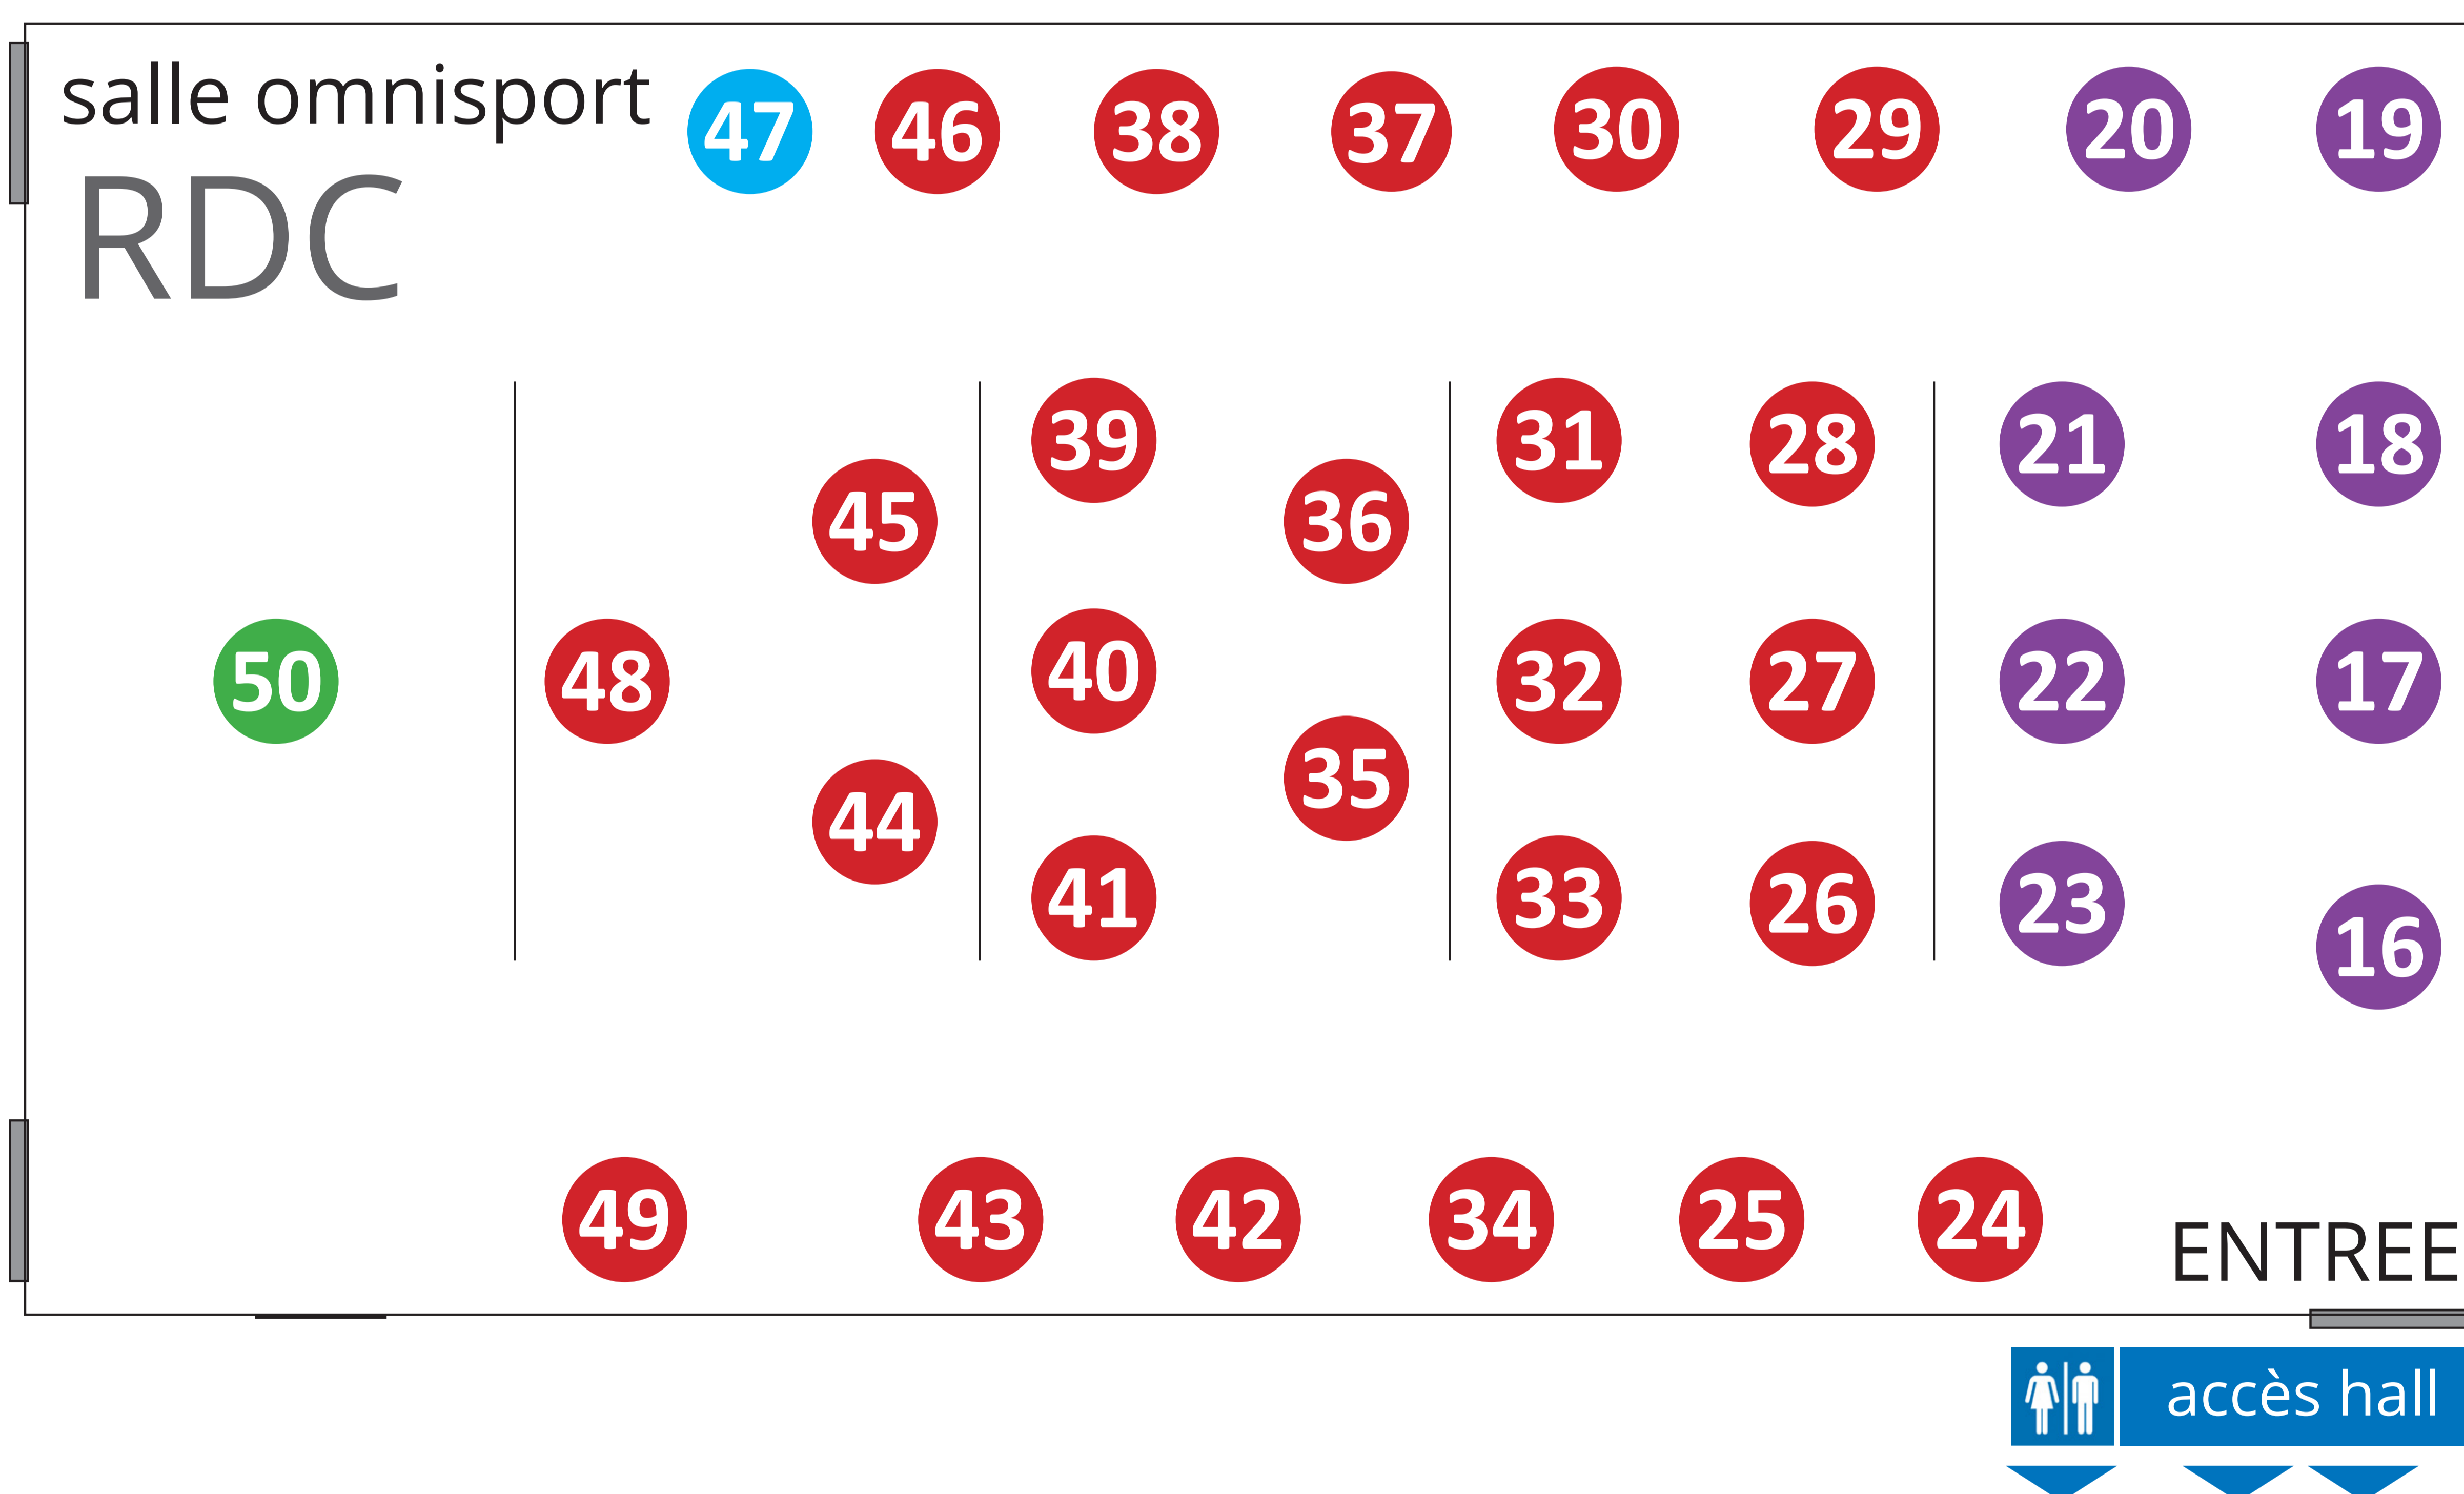 salle omnisport
RDC
47 46 38 37 30 29 20 19
39 31 28 21 18
45 36
50 48 40 32 27 22 17
35
44
41 33 26 23
16
49 43 42 34 25 24
ENTREE
accès hall